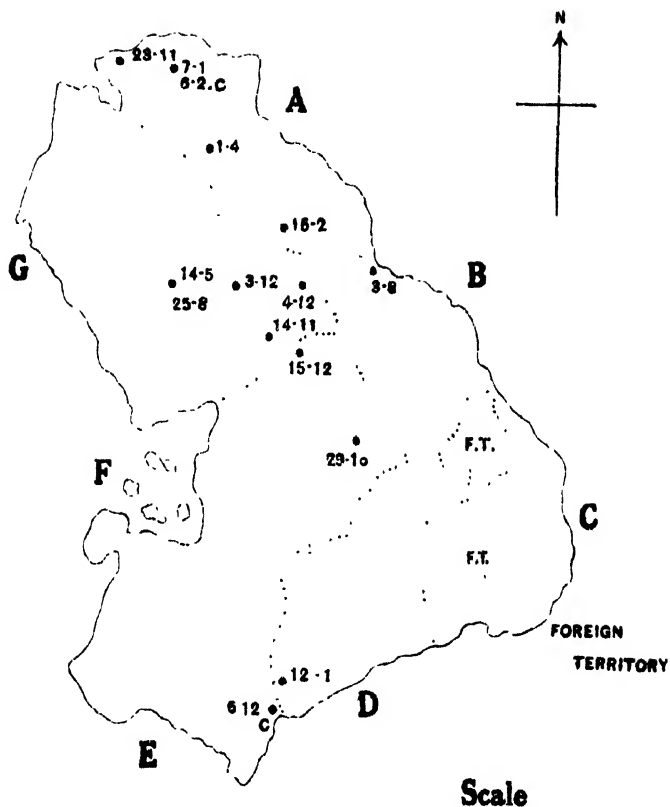 N
23-11
7-1
6-2.C
A
1-4
15-2
G
B
14-5
3-12
3-8
25-8
4-12
14-11
15-12
F.T.
29-10
F
C
F.T.
FOREIGN
TERRITORY
12-1
6 12
D
C
E
Scale